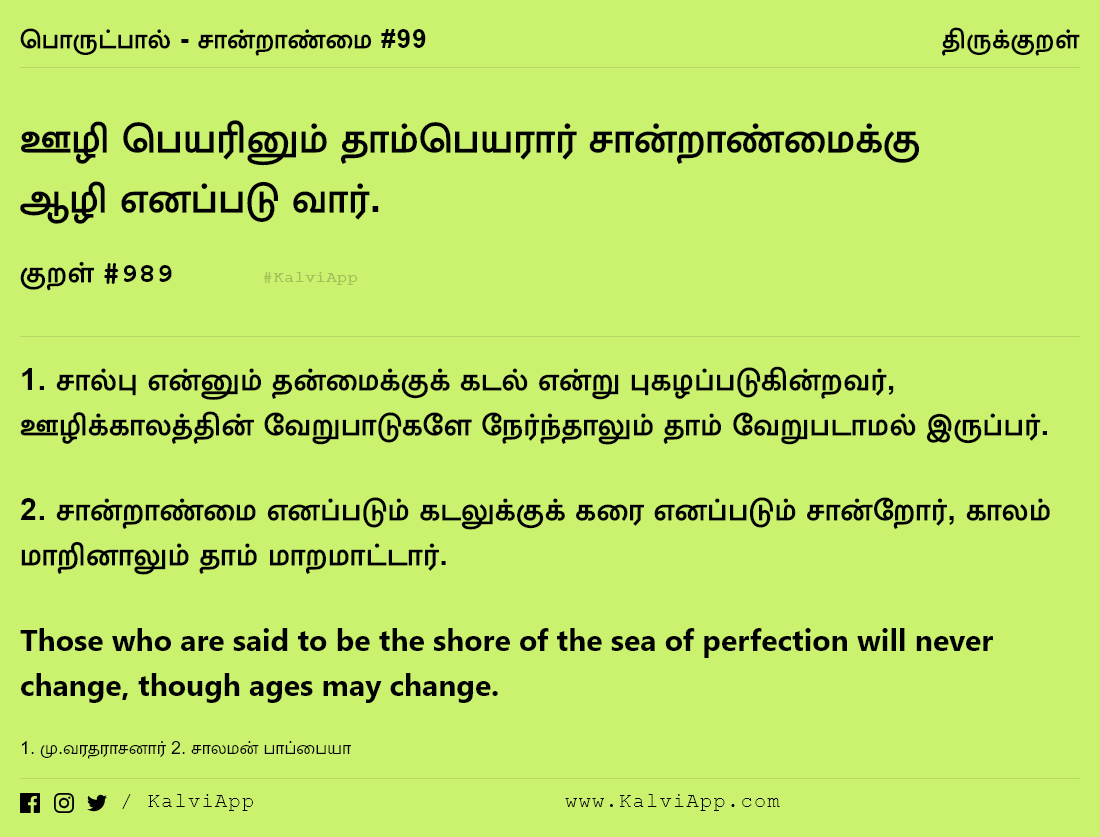 பொருட்பால் - சான்றாண்மை #99 திருக்குறள்
ஊழி பெயரினும் தாம்பெயரார் சான்றாண்மைக்கு
ஆழி எனப்படு வார்.
குறள் #989 #KalviApp
1. சால்பு என்னும் தன்மைக்குக் கடல் என்று புகழப்படுகின்றவர்,
ஊழிக்காலத்தின் வேறுபாடுகளே நேர்ந்தாலும் தாம் வேறுபடாமல் இருப்பர்.
2. சான்றாண்மை எனப்படும் கடலுக்குக் கரை எனப்படும் சான்றோர், காலம்
மாறினாலும் தாம் மாறமாட்டார்.
Those who are said to be the shore of the sea of perfection will never
change, though ages may change.
1. மு.வரதராசனார் 2. சாலமன் பாப்பையா
/ KalviApp www.KalviApp.com